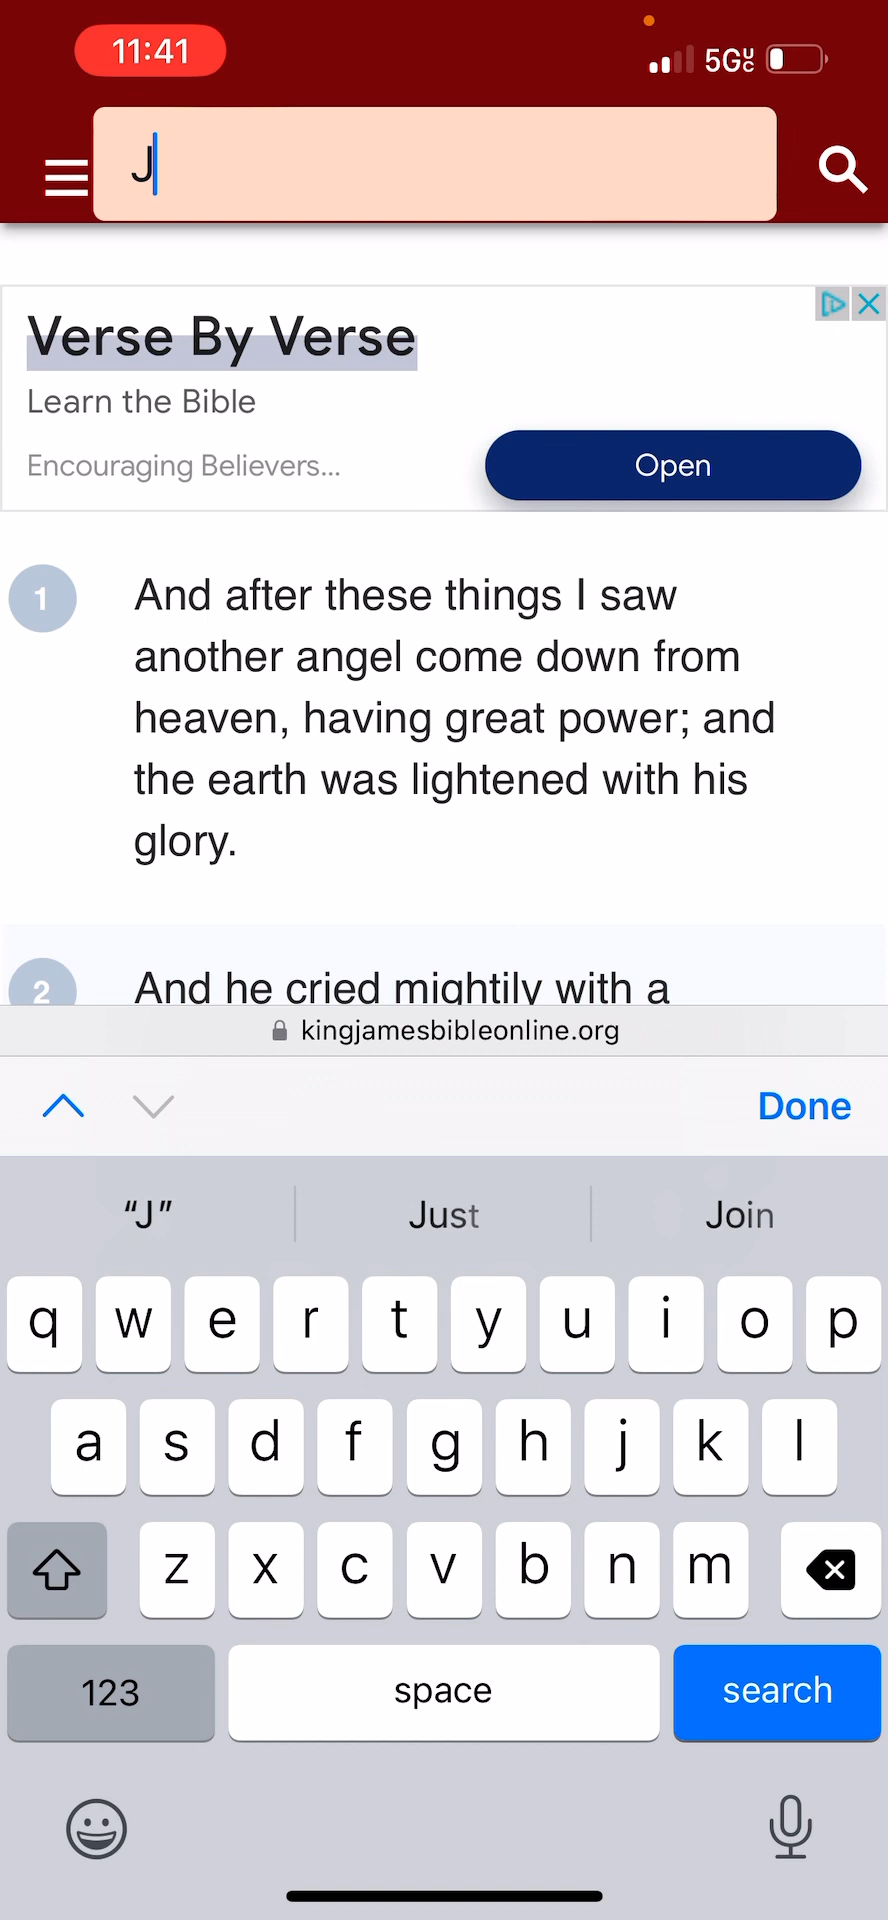 11:41
5GUC
J
Verse By Verse
Learn the Bible
Encouraging Believers...
Open
1
And after these things I saw
another angel come down from
heaven, having great power; and
the earth was lightened with his
glory.
2
And he cried mightily with a
kingjamesbibleonline.org
Done
“J” Just Join
q w e r t y u i o p
a s d f g h j k l
z x c v b n m
123 space search